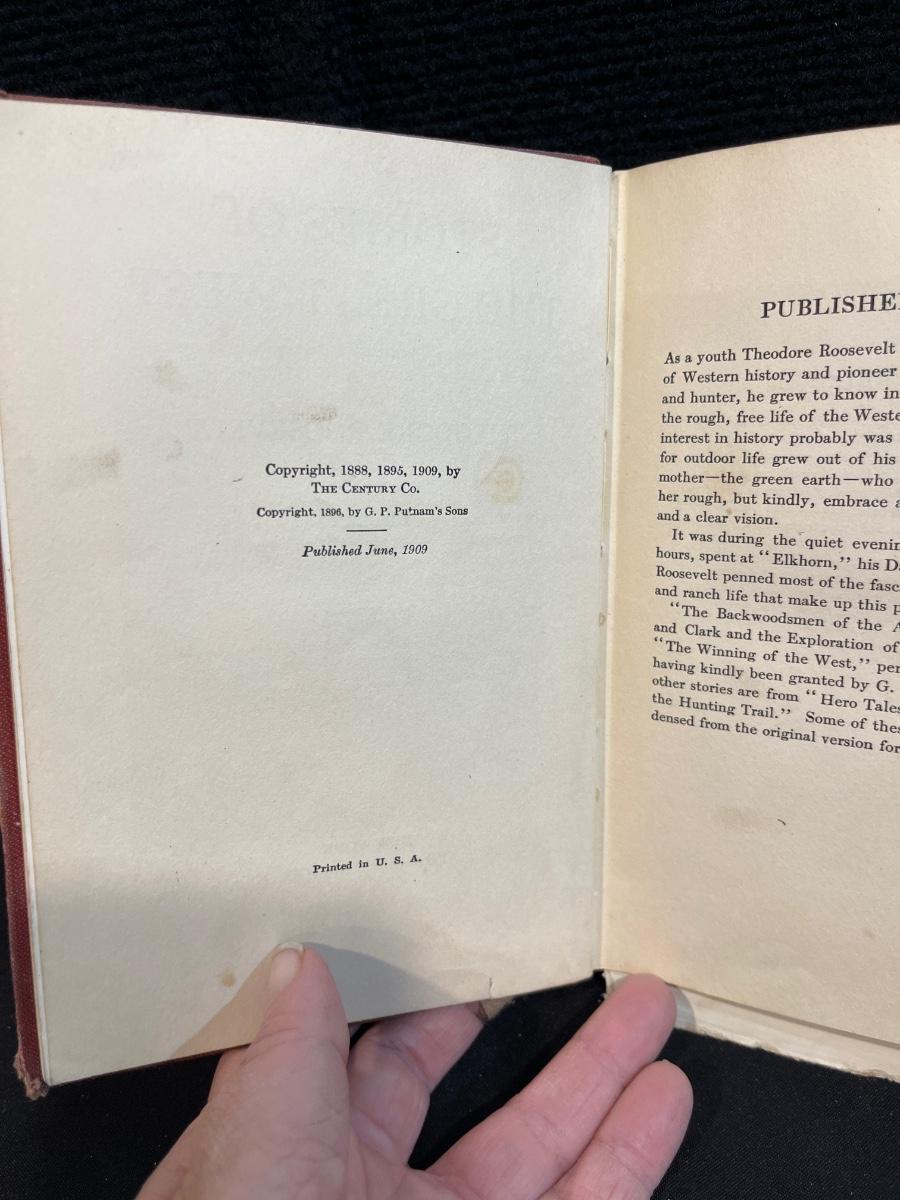 Copyright, 1888, 1895, 1909, by
THE CENTURY CO.
Copyright, 1896, by G. P. Putnam's Sons
Published June, 1909
Printed in U. S. A.
PUBLISHE
As a youth Theodore Roosevelt
of Western history and pioneer
and hunter, he grew to know in
the rough, free life of the Weste
interest in history probably was
for outdoor life grew out of his
mother—the green earth—who
her rough, but kindly, embrace a
and a clear vision.
It was during the quiet evenin
hours, spent at "Elkhorn," his D
Roosevelt penned most of the fasc
and ranch life that make up this p
"The Backwoodsmen of the A
and Clark and the Exploration of
"The Winning of the West," per
having kindly been granted by G.
other stories are from "Hero Tales
the Hunting Trail." Some of thes
densed from the original version for